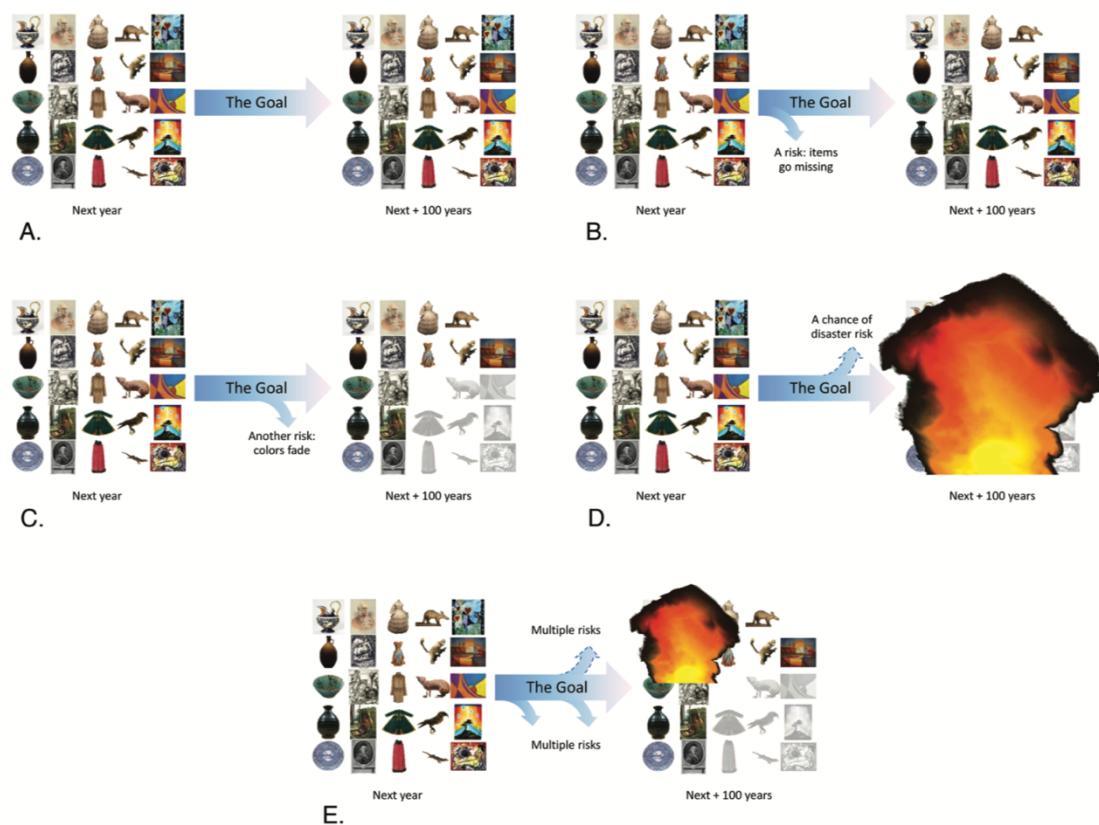 The Goal
Next year
Next + 100 years
A.
The Goal
A risk: items
go missing
Next year
Next + 100 years
B.
The Goal
Another risk:
colors fade
Next year
Next + 100 years
C.
A chance of
disaster risk
The Goal
Next year
Next + 100 years
D.
Multiple risks
The Goal
Multiple risks
Next year
Next + 100 years
E.